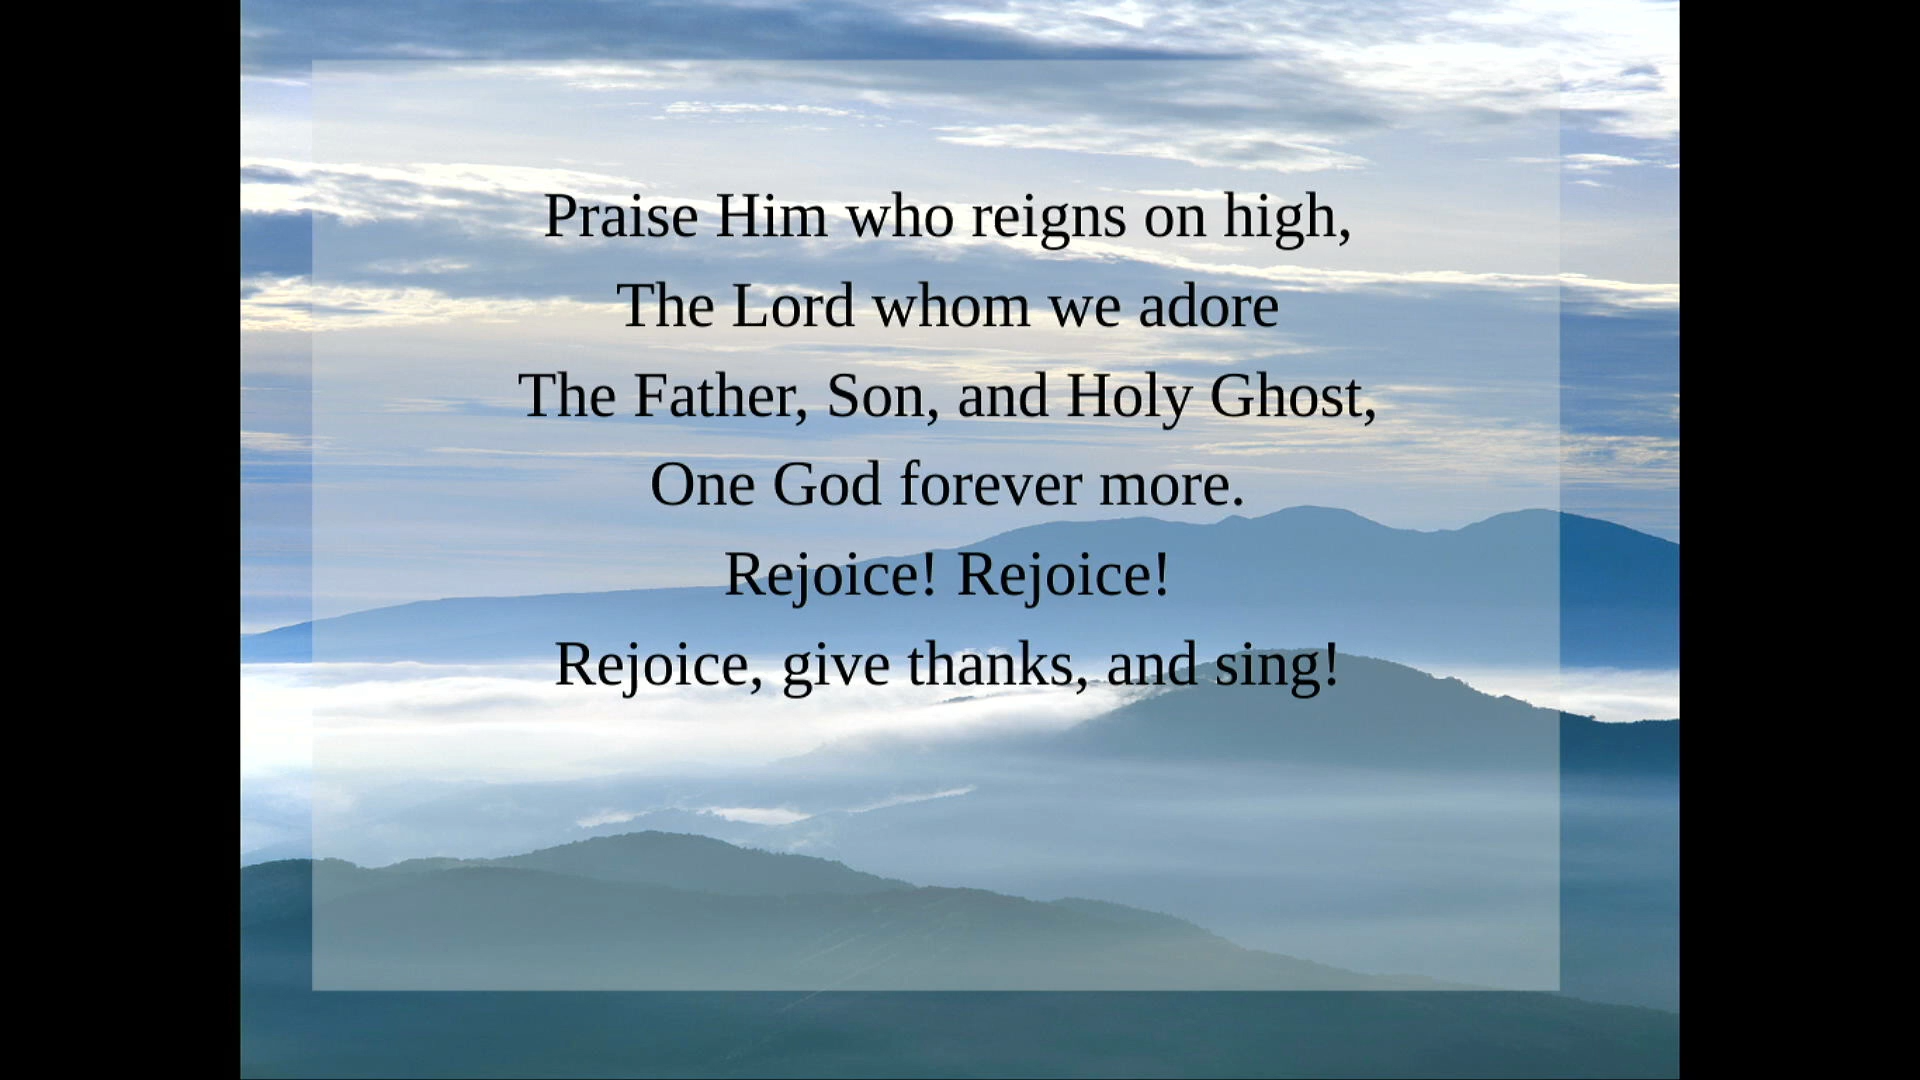 Praise Him who reigns on high,
The Lord whom we adore
The Father, Son, and Holy Ghost,
One God forever more.
Rejoice! Rejoice!
Rejoice, give thanks, and sing!